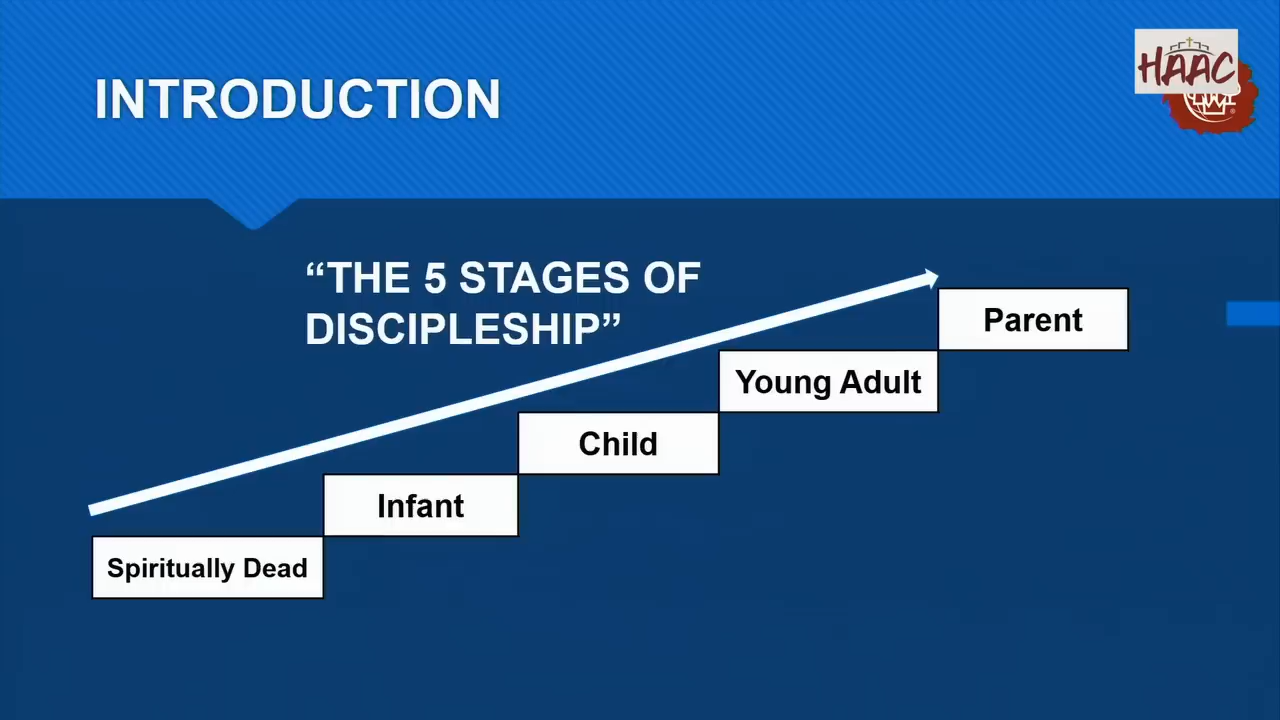 INTRODUCTION
HAAC
“THE 5 STAGES OF
DISCIPLESHIP”
Parent
Young Adult
Child
Infant
Spiritually Dead